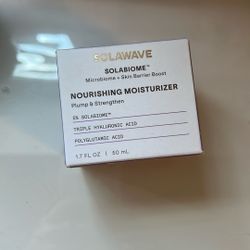 SOLAWAVE
SOLABIOME™
Microbiome + Skin Barrier Boost
NOURISHING MOISTURIZER
Plump & Strengthen
5% SOLABIOME™
TRIPLE HYALURONIC ACID
POLYGLUTAMIC ACID
1.7 FL OZ | 50 mL